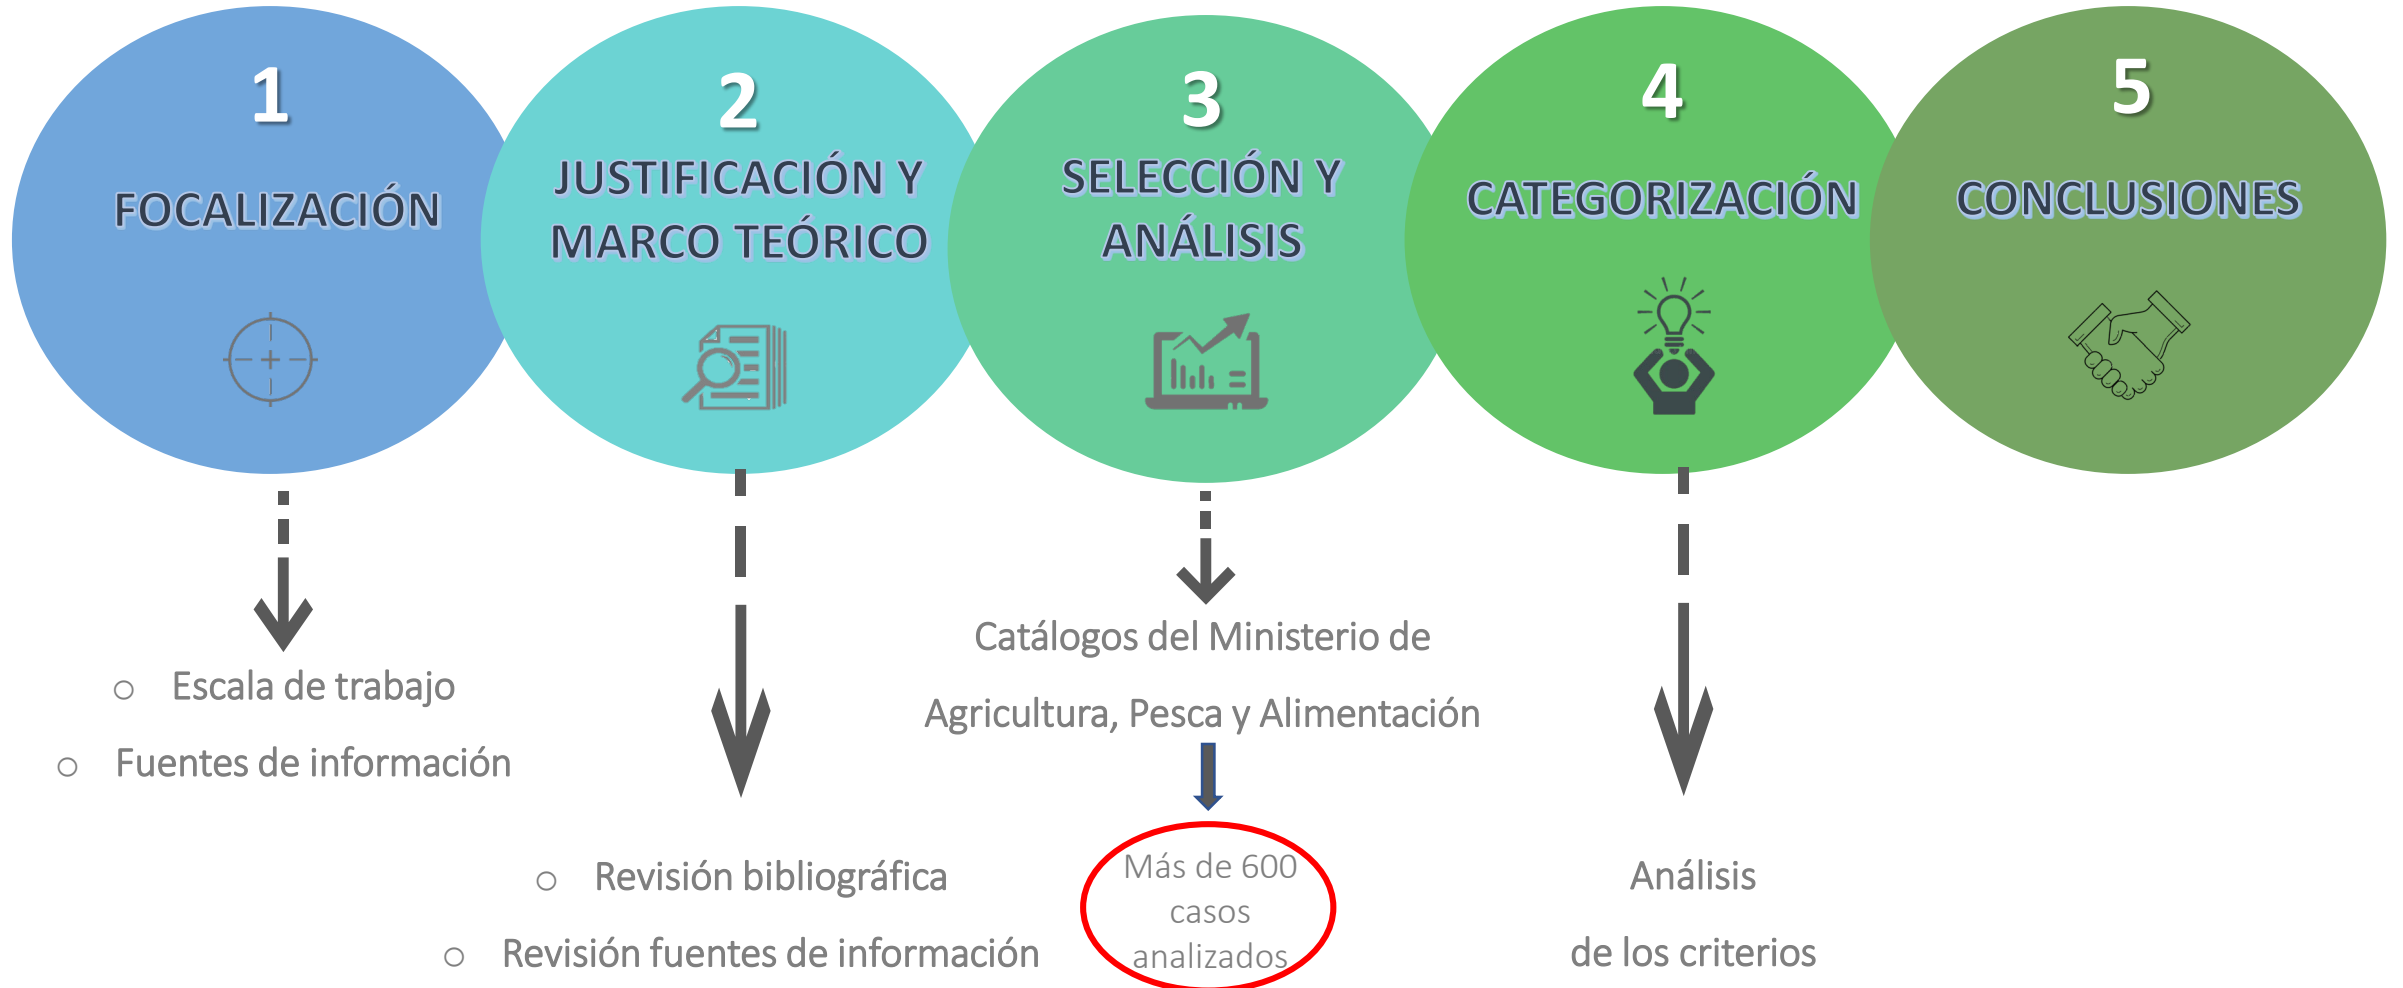 1
FOCALIZACIÓN
o Escala de trabajo
o Fuentes de información
2
JUSTIFICACIÓN Y
MARCO TEÓRICO
o Revisión bibliográfica
o Revisión fuentes de información
3
SELECCIÓN Y
ANÁLISIS
Catálogos del Ministerio de
Agricultura, Pesca y Alimentación
Más de 600
casos
analizados
4
CATEGORIZACIÓN
Análisis
de los criterios
5
CONCLUSIONES